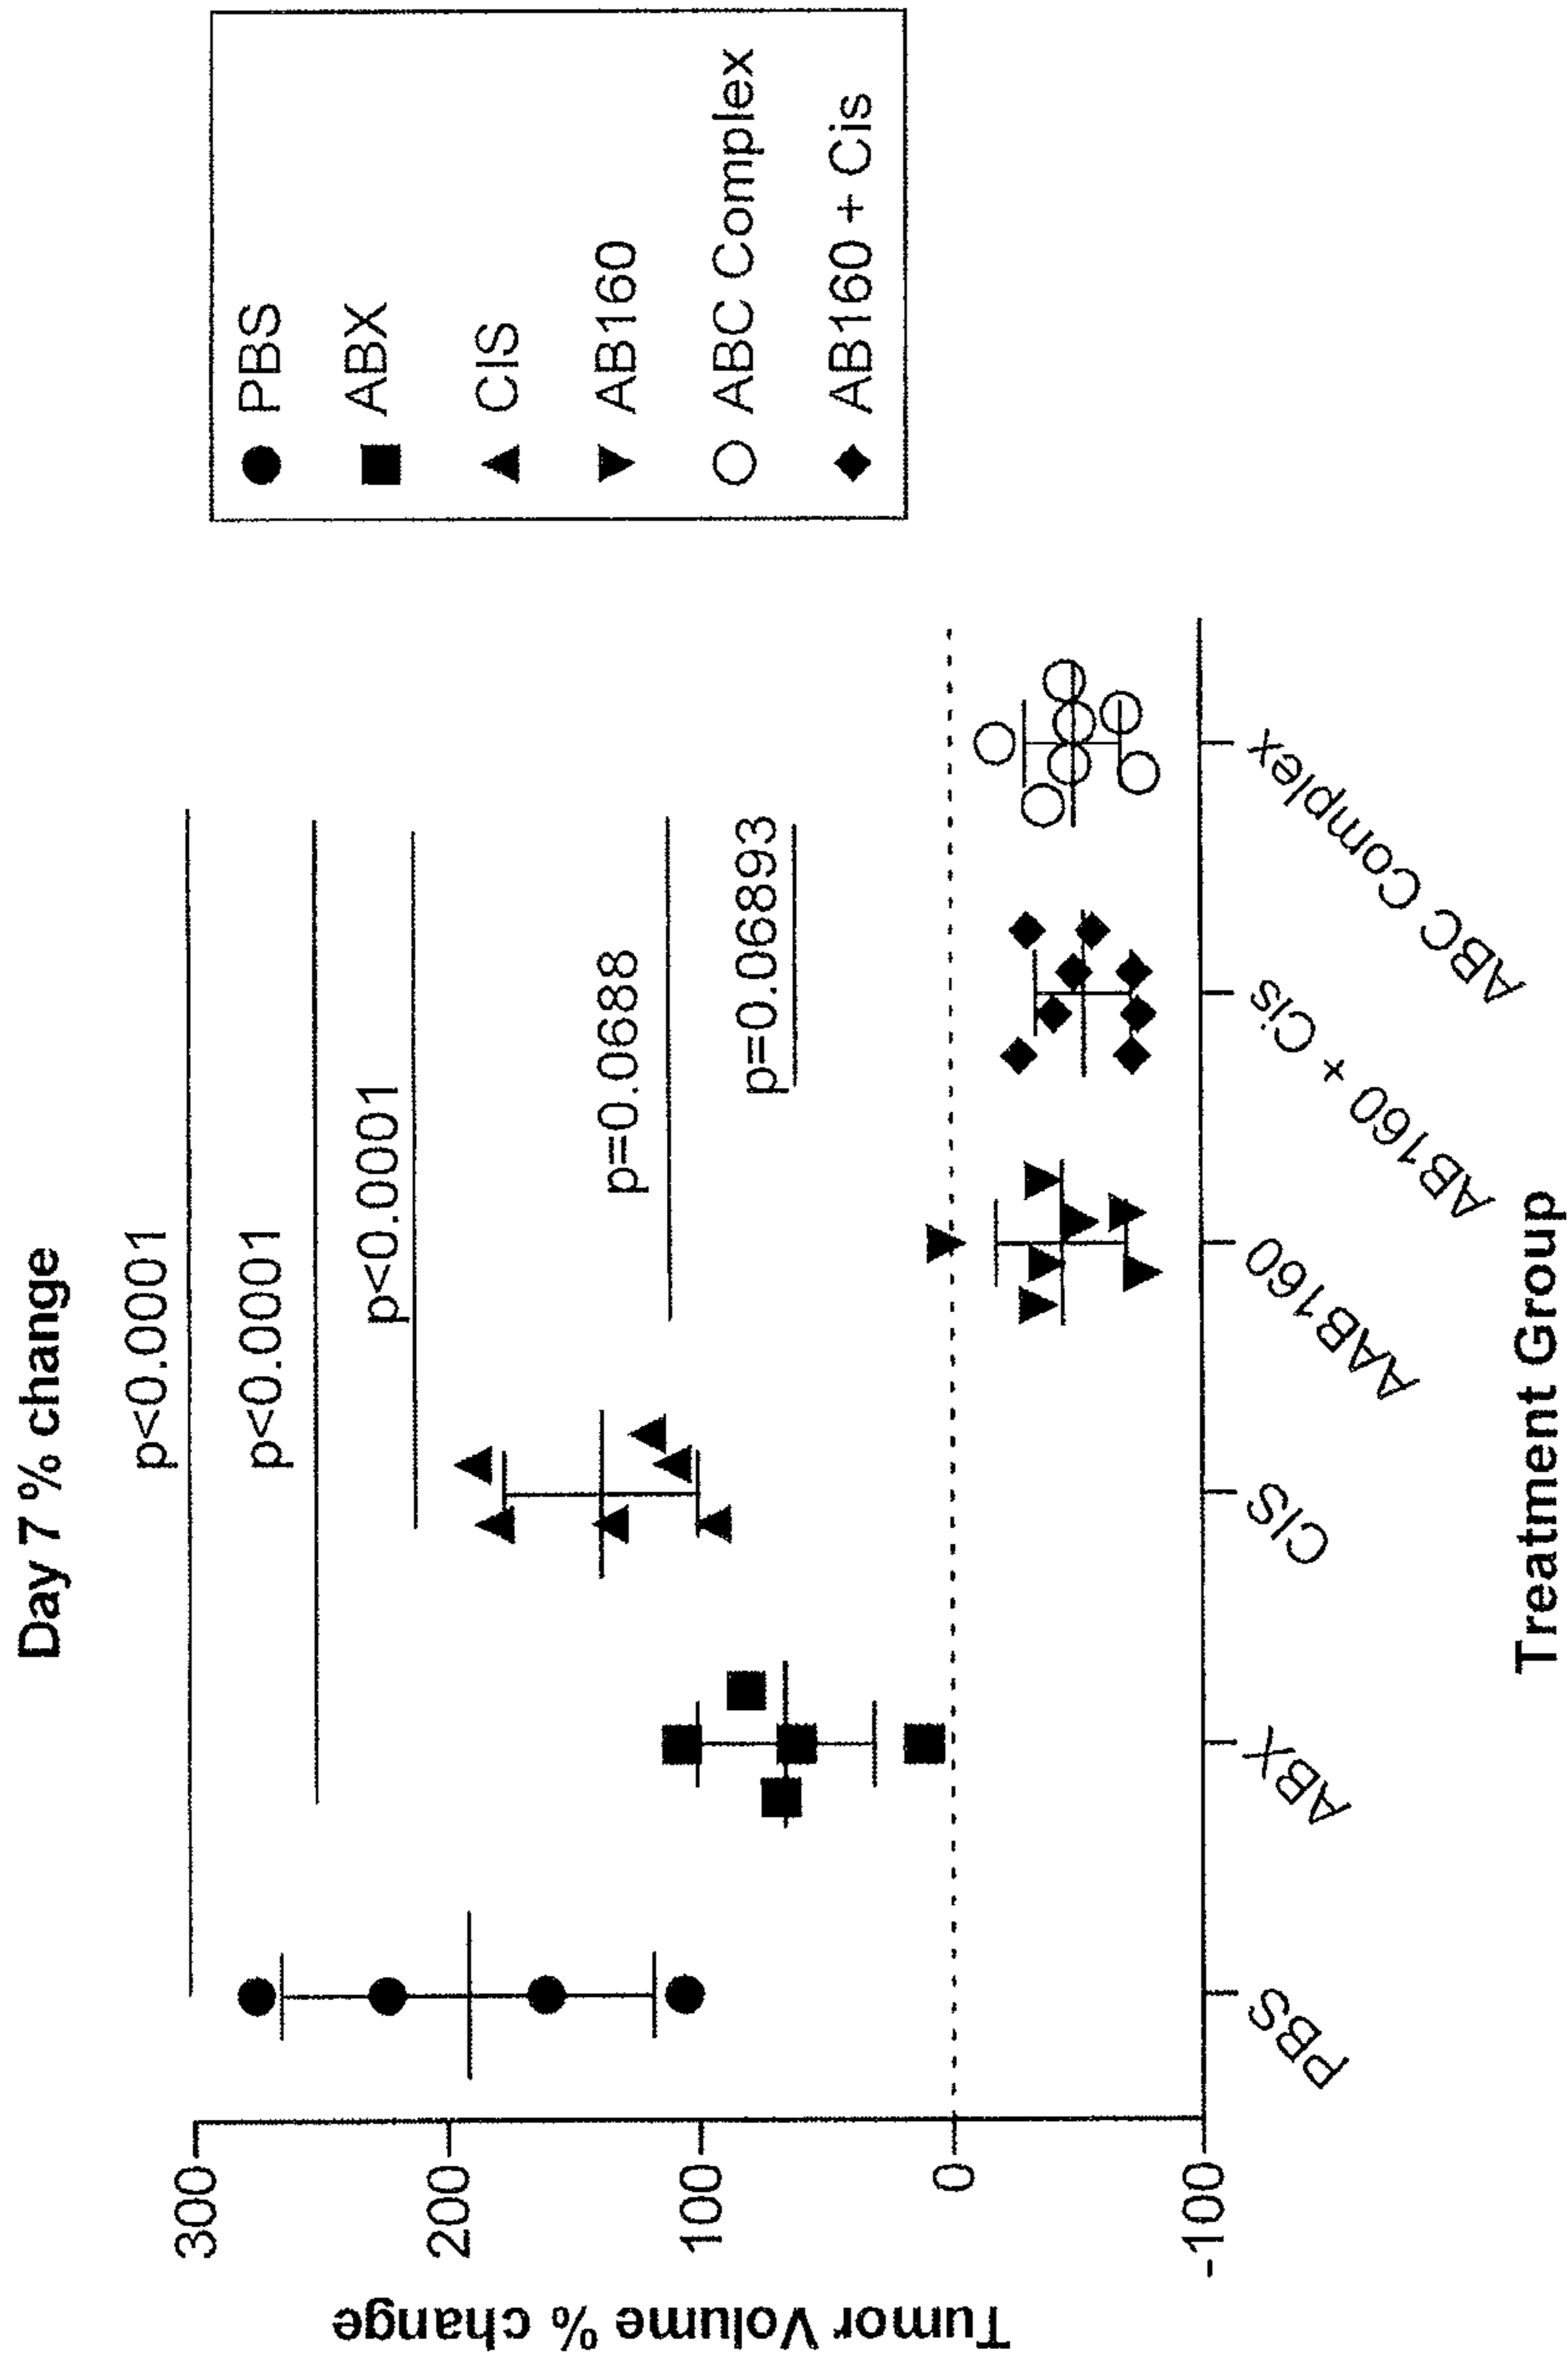 Day 7 % change
p<0.0001
p<0.0001
p<0.0001
p=0.0688
p=0.06893
Tumor Volume % change
300
200
100
0
-100
PBS
ABX
CIS
AAB160
AB160 + Cis
ABC Complex
Treatment Group
PBS
ABX
CIS
AB160
ABC Complex
AB160 + Cis